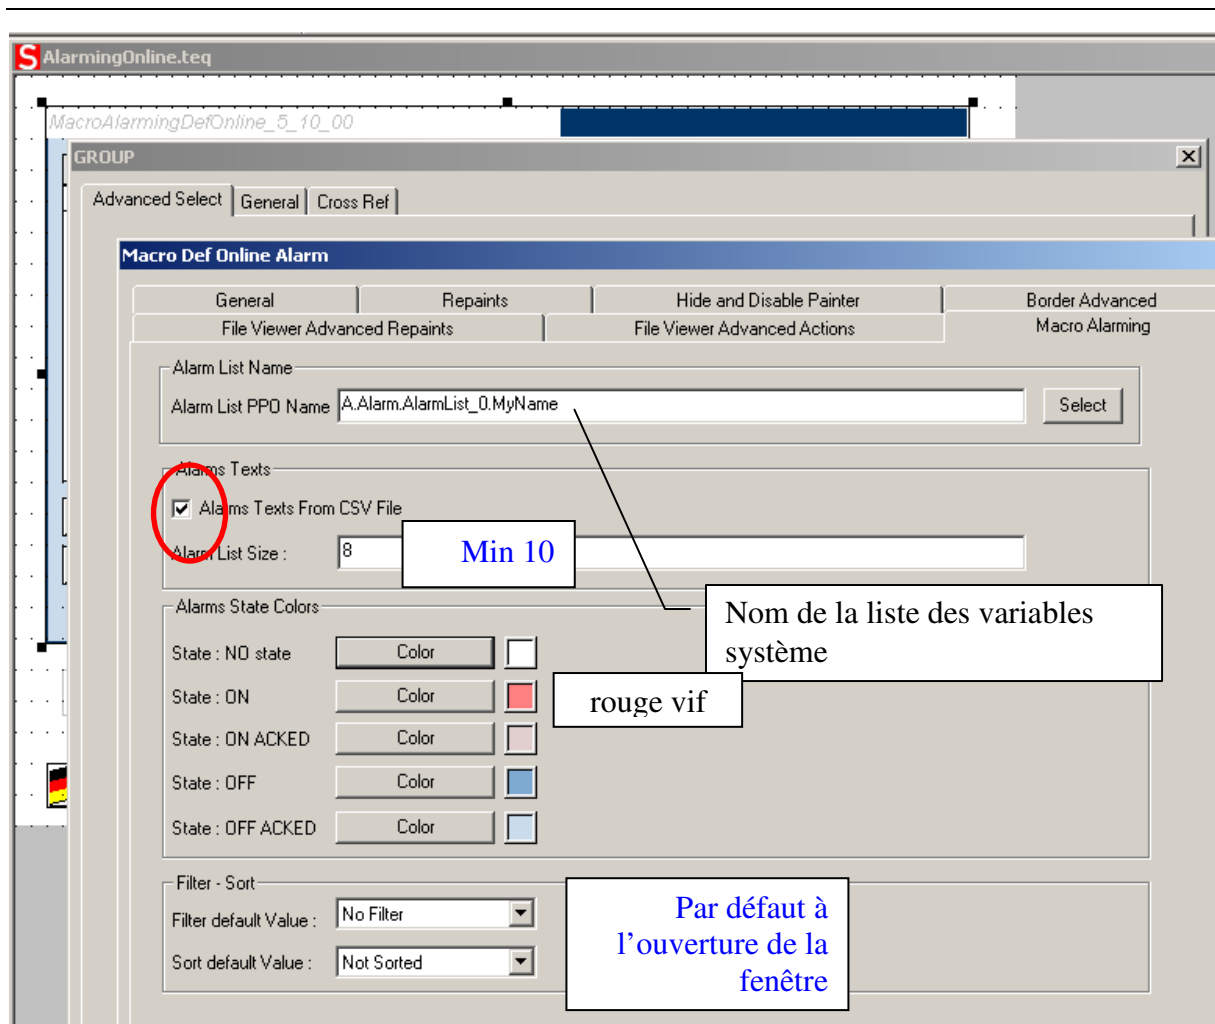 AlarmingOnline.teq
MacroAlarmingDefOnline_5_10_00
GROUP
Advanced Select General Cross Ref
Macro Def Online Alarm
General Repaints Hide and Disable Painter Border Advanced
File Viewer Advanced Repaints File Viewer Advanced Actions Macro Alarming
Alarm List Name
Alarm List PPO Name A.Alarm.AlarmList_0.MyName Select
Alarms Texts
Alarms Texts From CSV File
Alarm List Size : 8
Min 10
Nom de la liste des variables
système
Alarms State Colors
State : NO state Color
State : ON Color
rouge vif
State : ON ACKED Color
State : OFF Color
State : OFF ACKED Color
Filter - Sort
Filter default Value : No Filter
Sort default Value : Not Sorted
Par défaut à
l’ouverture de la
fenêtre